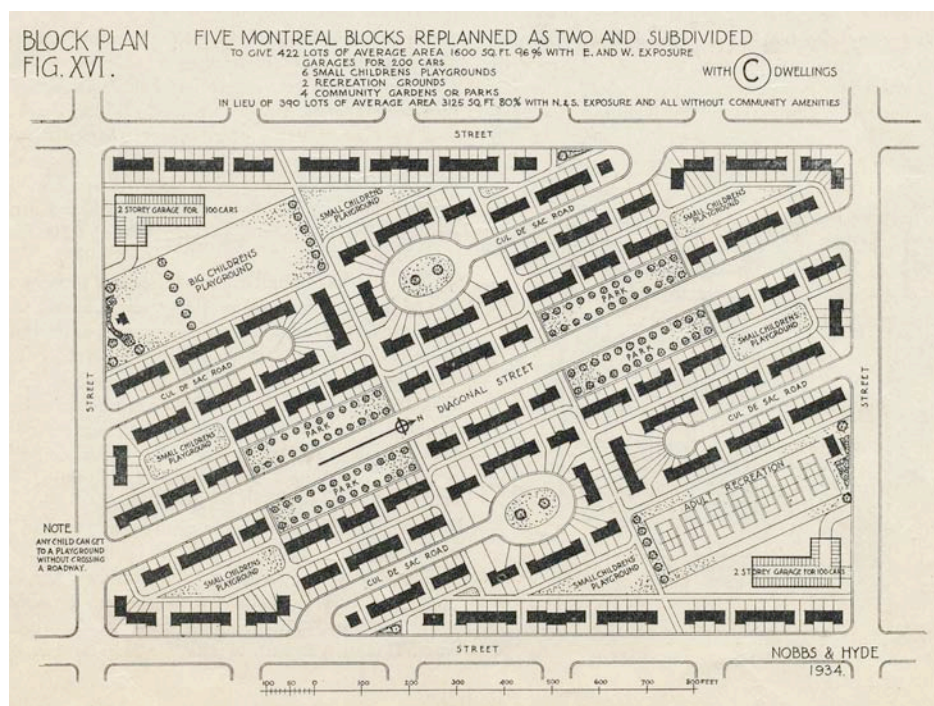 BLOCK PLAN
FIG. XVI.
FIVE MONTREAL BLOCKS REPLANNED AS TWO AND SUBDIVIDED
TO GIVE 422 LOTS OF AVERAGE AREA 1600 SQ. FT. 96% WITH E. AND W. EXPOSURE
GARAGES FOR 200 CARS
6 SMALL CHILDRENS PLAYGROUNDS
2 RECREATION GROUNDS
4 COMMUNITY GARDENS OR PARKS
WITH C DWELLINGS
IN LIEU OF 390 LOTS OF AVERAGE AREA 3125 SQ. FT. 80% WITH N.&S. EXPOSURE AND ALL WITHOUT COMMUNITY AMENITIES
STREET
2 STOREY GARAGE FOR 100 CARS
SMALL CHILDRENS
PLAYGROUND
CUL DE SAC ROAD
SMALL CHILDRENS
PLAYGROUND
BIG CHILDRENS
PLAYGROUND
PARK
SMALL CHILDRENS
PLAYGROUND
PARK
STREET
CUL DE SAC ROAD
DIAGONAL STREET
N
STREET
CUL DE SAC ROAD
PARK
SMALL CHILDRENS
PLAYGROUND
PARK
ADULT RECREATION
NOTE
ANY CHILD CAN GET
TO A PLAYGROUND
WITHOUT CROSSING
A ROADWAY.
SMALL CHILDRENS
PLAYGROUND
CUL DE SAC ROAD
SMALL CHILDRENS
PLAYGROUND
2 STOREY GARAGE FOR 100 CARS
STREET
NOBBS & HYDE
1934.
100 50 0 100 200 300 400 500 600 700 800 FEET